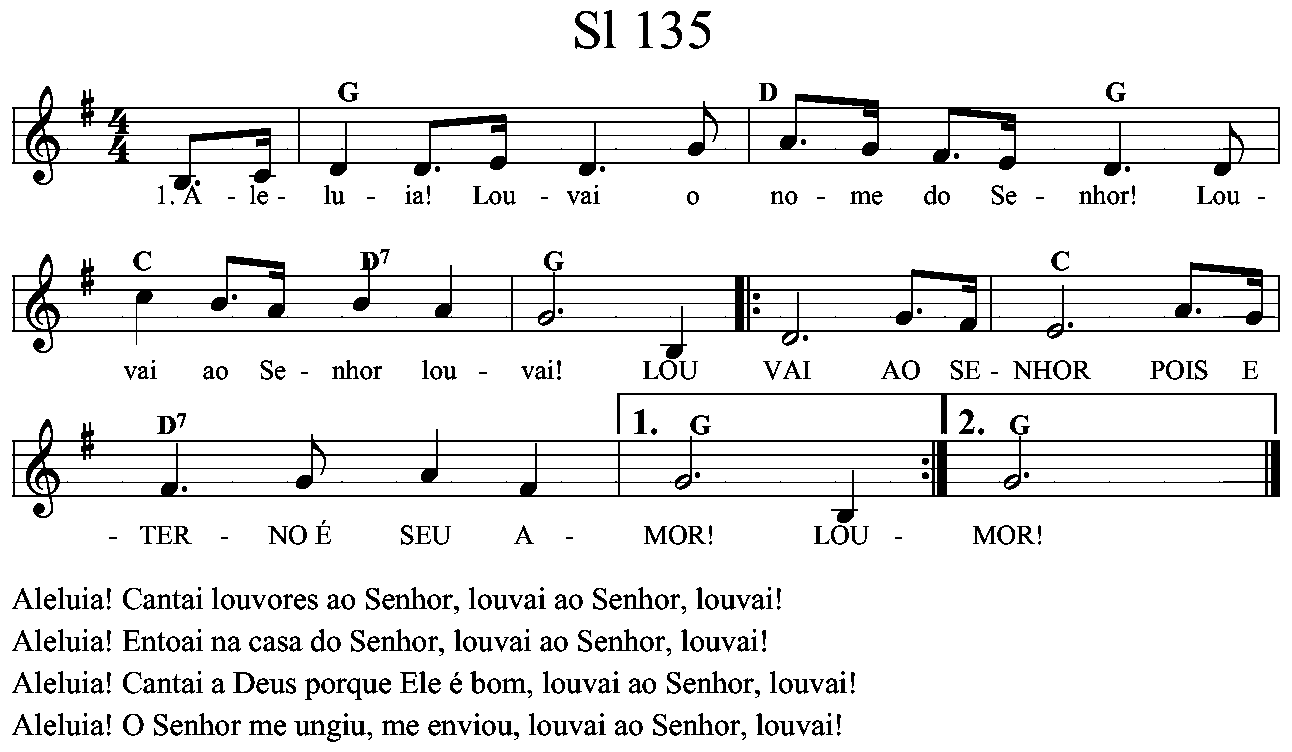 Sl 135
G D G
1. A - le - lu - ia! Lou - vai o no - me do Se - nhor! Lou -
C D7 G C
vai ao Se - nhor lou - vai! LOU VAI AO SE - NHOR POIS E
D7 1. G 2. G
- TER - NO É SEU A - MOR! LOU - MOR!
Aleluia! Cantai louvores ao Senhor, louvai ao Senhor, louvai!
Aleluia! Entoai na casa do Senhor, louvai ao Senhor, louvai!
Aleluia! Cantai a Deus porque Ele é bom, louvai ao Senhor, louvai!
Aleluia! O Senhor me ungiu, me enviou, louvai ao Senhor, louvai!